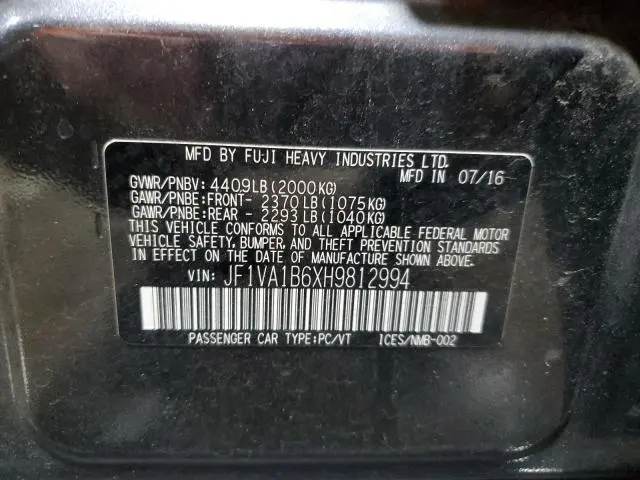 MFD BY FUJI HEAVY INDUSTRIES LTD.
MFD IN 07/16
GVWR/PNBV: 4409LB(2000KG)
GAWR/PNBE:FRONT- 2370LB(1075KG)
GAWR/PNBE:REAR - 2293LB(1040KG)
THIS VEHICLE CONFORMS TO ALL APPLICABLE FEDERAL MOTOR
VEHICLE SAFETY, BUMPER, AND THEFT PREVENTION STANDARDS
IN EFFECT ON THE DATE OF MANUFACTURE SHOWN ABOVE.
VIN: JF1VA1B6XH9812994
PASSENGER CAR TYPE:PC/VT ICES/NMB-002